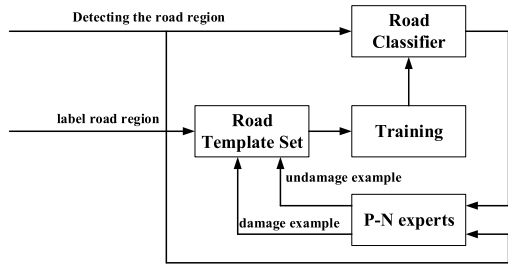 Detecting the road region
Road
Classifier
label road region
Road
Template Set
Training
undamage example
damage example
P-N experts